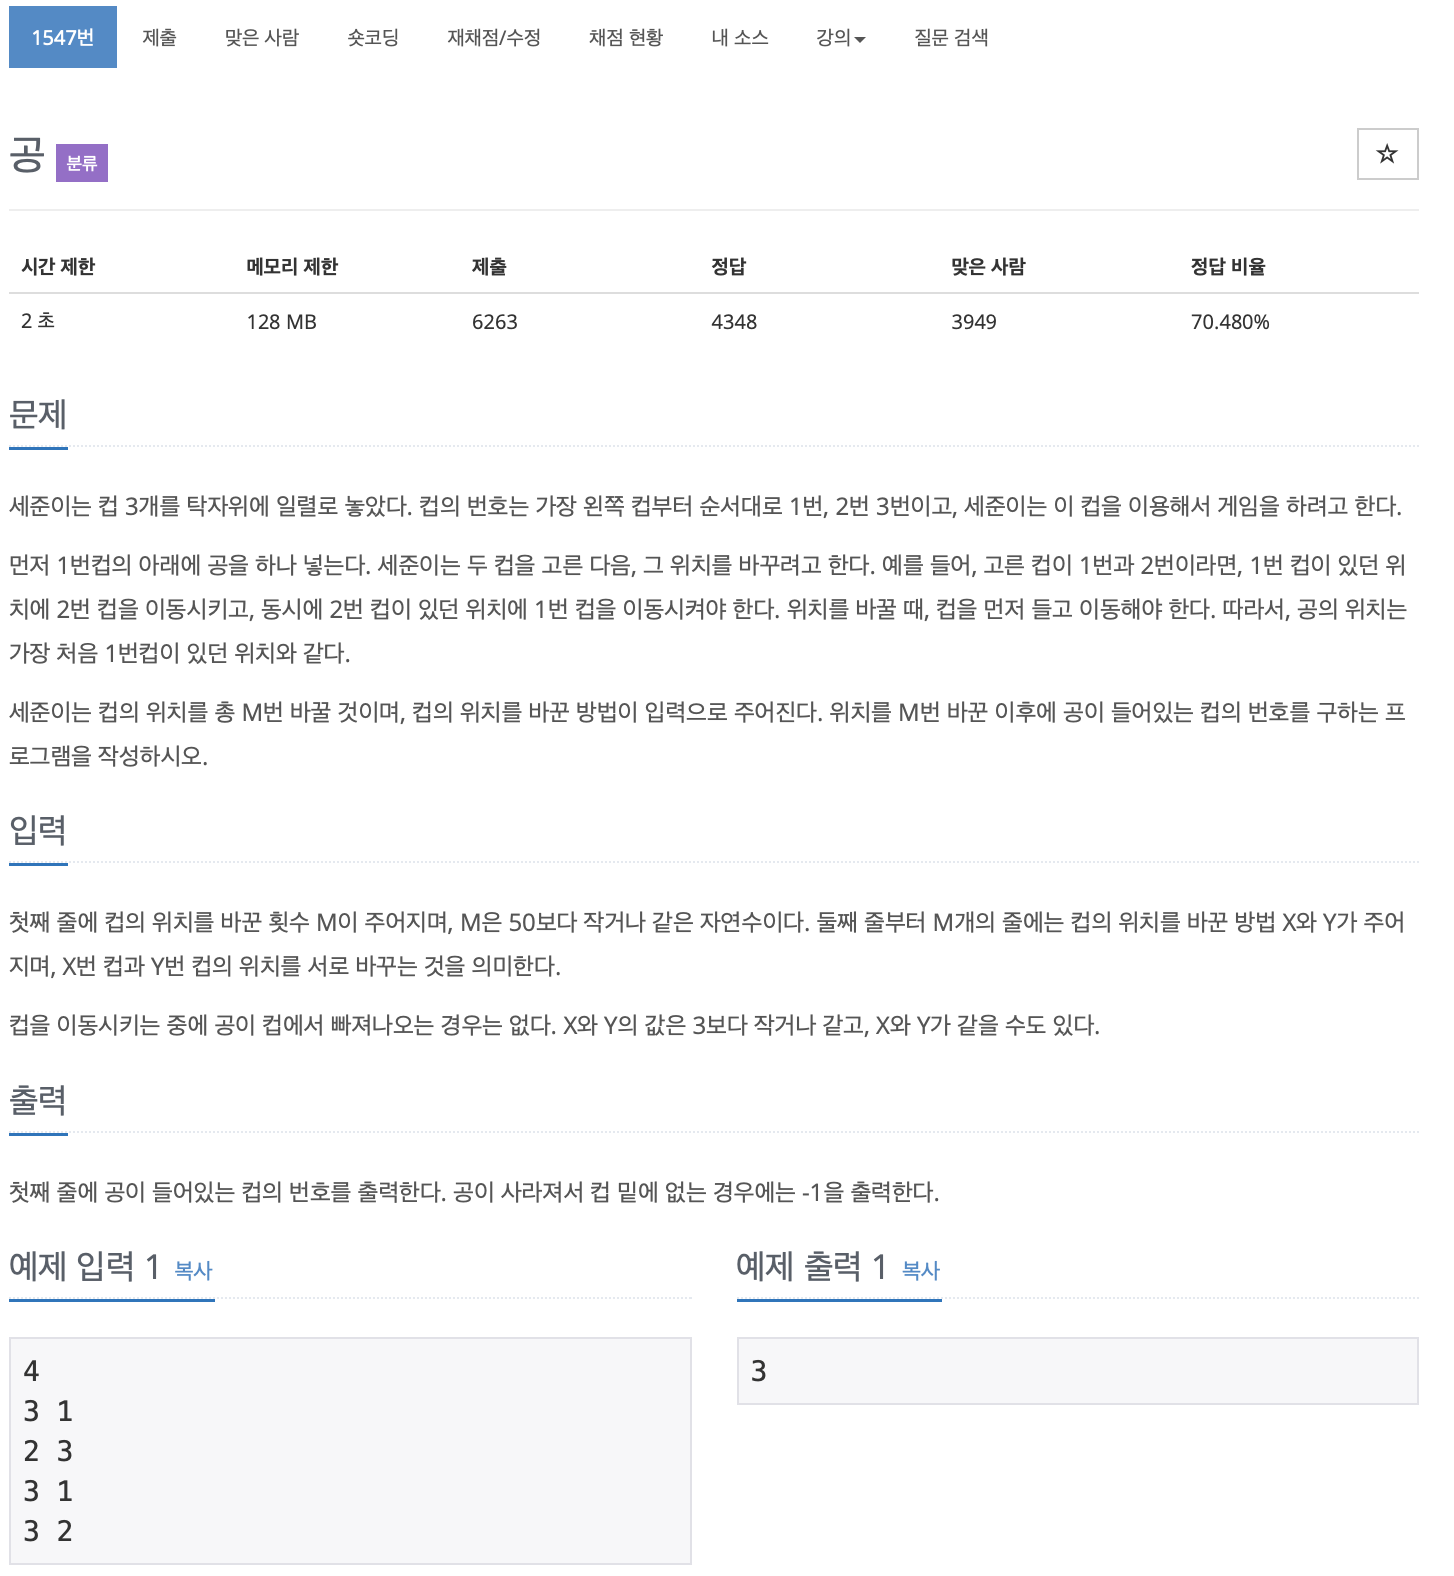 1547번 제출 맞은 사람 숏코딩 재채점/수정 채점 현황 내 소스 강의 질문 검색
공 분류
시간 제한 메모리 제한 제출 정답 맞은 사람 정답 비율
2 초 128 MB 6263 4348 3949 70.480%
문제
세준이는 컵 3개를 탁자위에 일렬로 놓았다. 컵의 번호는 가장 왼쪽 컵부터 순서대로 1번, 2번 3번이고, 세준이는 이 컵을 이용해서 게임을 하려고 한다.
먼저 1번컵의 아래에 공을 하나 넣는다. 세준이는 두 컵을 고른 다음, 그 위치를 바꾸려고 한다. 예를 들어, 고른 컵이 1번과 2번이라면, 1번 컵이 있던 위
치에 2번 컵을 이동시키고, 동시에 2번 컵이 있던 위치에 1번 컵을 이동시켜야 한다. 위치를 바꿀 때, 컵을 먼저 들고 이동해야 한다. 따라서, 공의 위치는
가장 처음 1번컵이 있던 위치와 같다.
세준이는 컵의 위치를 총 M번 바꿀 것이며, 컵의 위치를 바꾼 방법이 입력으로 주어진다. 위치를 M번 바꾼 이후에 공이 들어있는 컵의 번호를 구하는 프
로그램을 작성하시오.
입력
첫째 줄에 컵의 위치를 바꾼 횟수 M이 주어지며, M은 50보다 작거나 같은 자연수이다. 둘째 줄부터 M개의 줄에는 컵의 위치를 바꾼 방법 X와 Y가 주어
지며, X번 컵과 Y번 컵의 위치를 서로 바꾸는 것을 의미한다.
컵을 이동시키는 중에 공이 컵에서 빠져나오는 경우는 없다. X와 Y의 값은 3보다 작거나 같고, X와 Y가 같을 수도 있다.
출력
첫째 줄에 공이 들어있는 컵의 번호를 출력한다. 공이 사라져서 컵 밑에 없는 경우에는 -1을 출력한다.
예제 입력 1 복사
4
3 1
2 3
3 1
3 2
예제 출력 1 복사
3